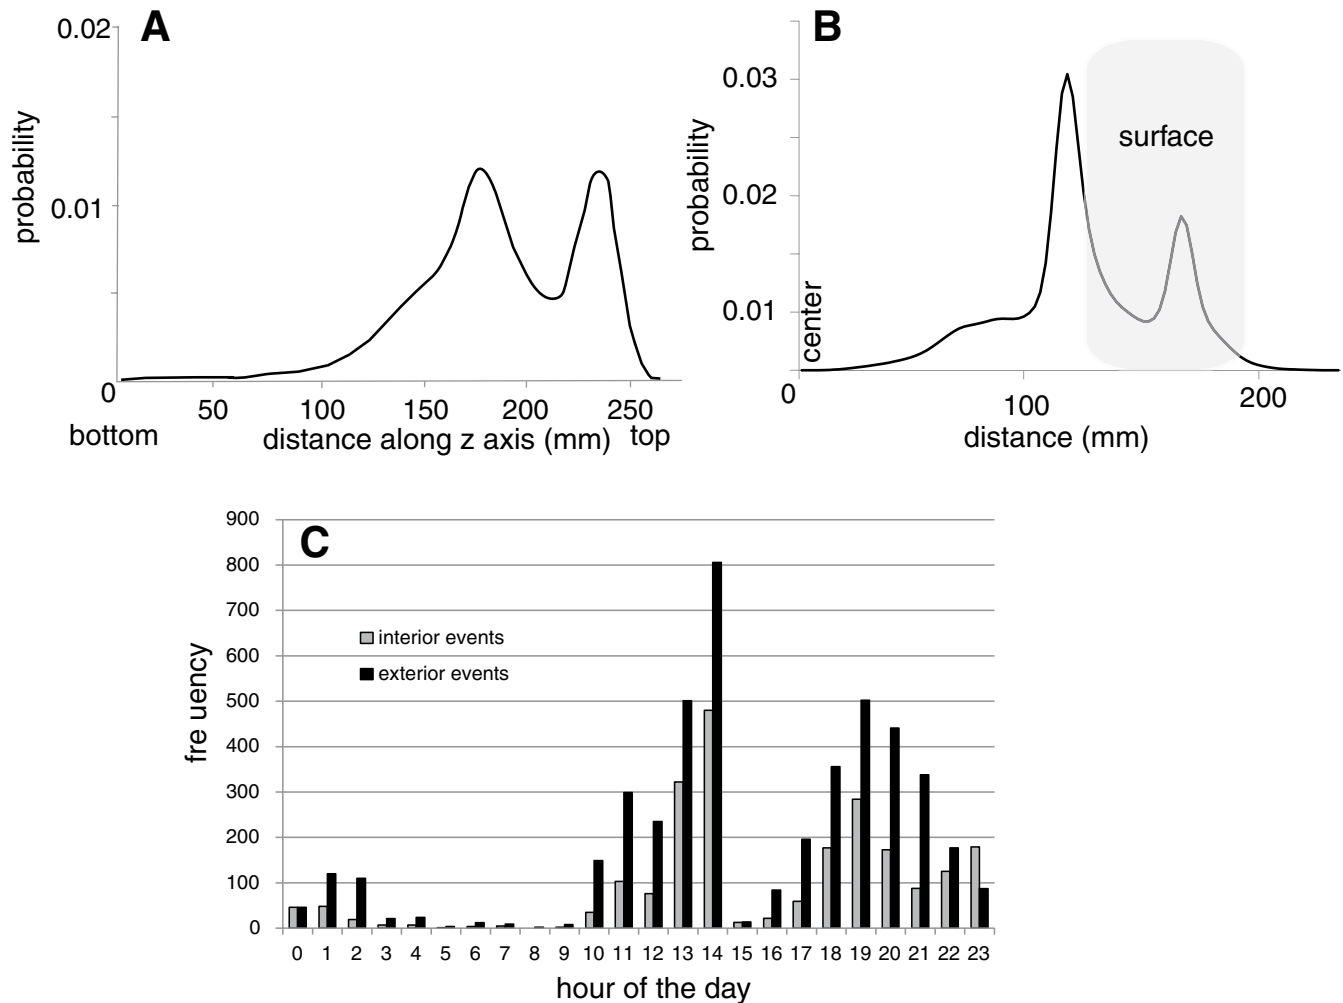 A
0.02
0.01
0
probability
50
100
150
200
250
bottom
distance along z axis (mm)
top
B
0.03
0.02
0.01
0
probability
center
surface
100
200
distance (mm)
C
900
800
700
600
500
400
300
200
100
0
fre uency
interior events
exterior events
0 1 2 3 4 5 6 7 8 9 10 11 12 13 14 15 16 17 18 19 20 21 22 23
hour of the day